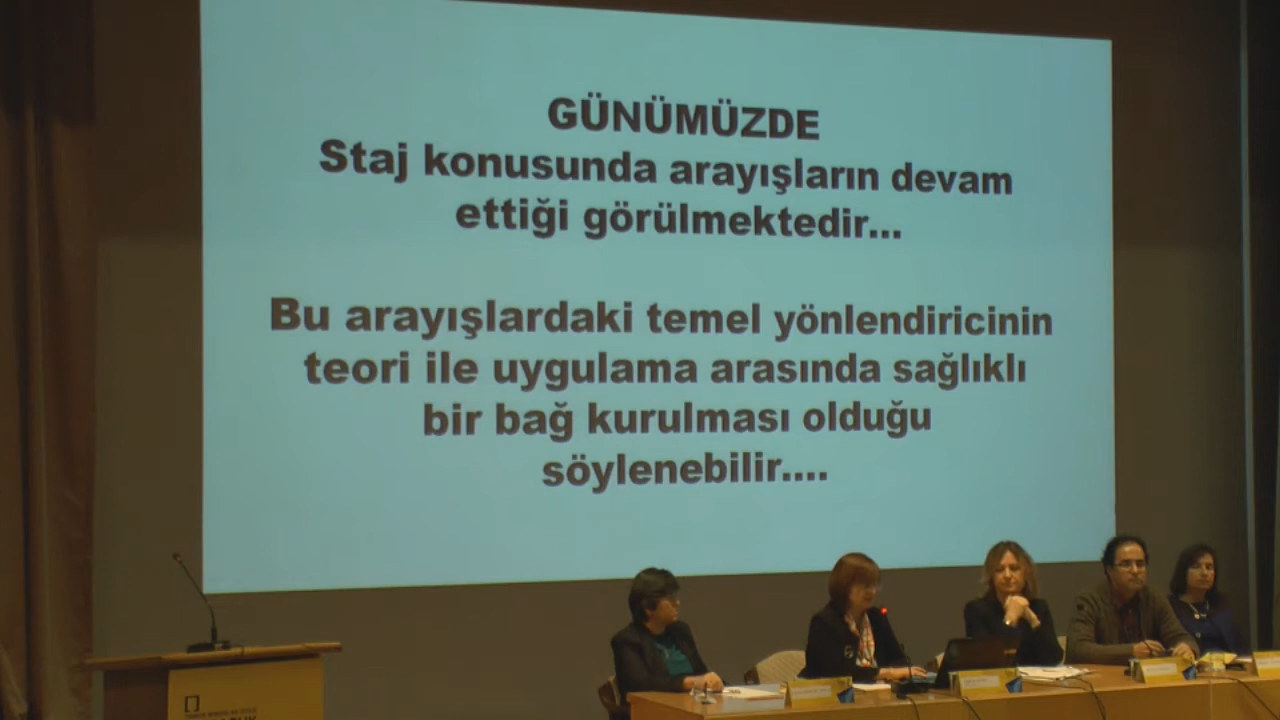 GÜNÜMÜZDE
Staj konusunda arayışların devam
ettiği görülmektedir...
Bu arayışlardaki temel yönlendiricinin
teori ile uygulama arasında sağlıklı
bir bağ kurulması olduğu
söylenebilir....